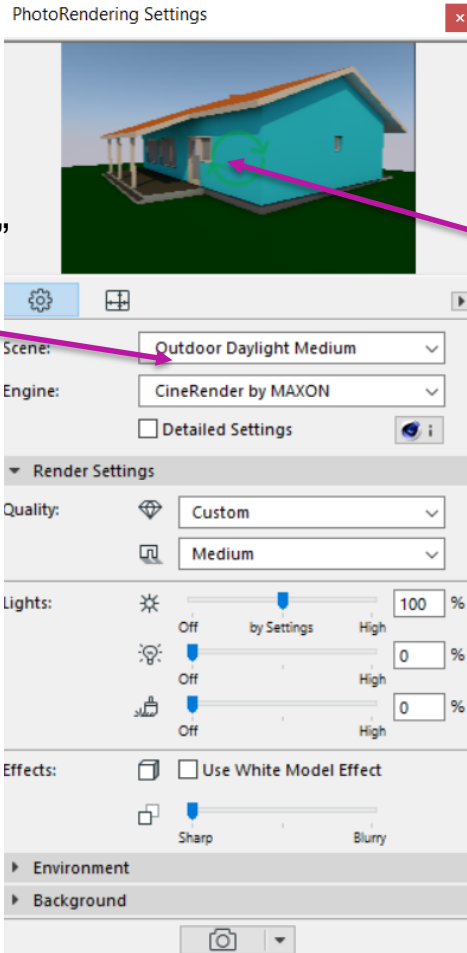 PhotoRendering Settings
”
Scene: Outdoor Daylight Medium
Engine: CineRender by MAXON
Detailed Settings i
Render Settings
Quality: Custom
Medium
Lights: 100 %
Off by Settings High
0 %
Off High
0 %
Off High
Effects: Use White Model Effect
Sharp Blurry
Environment
Background